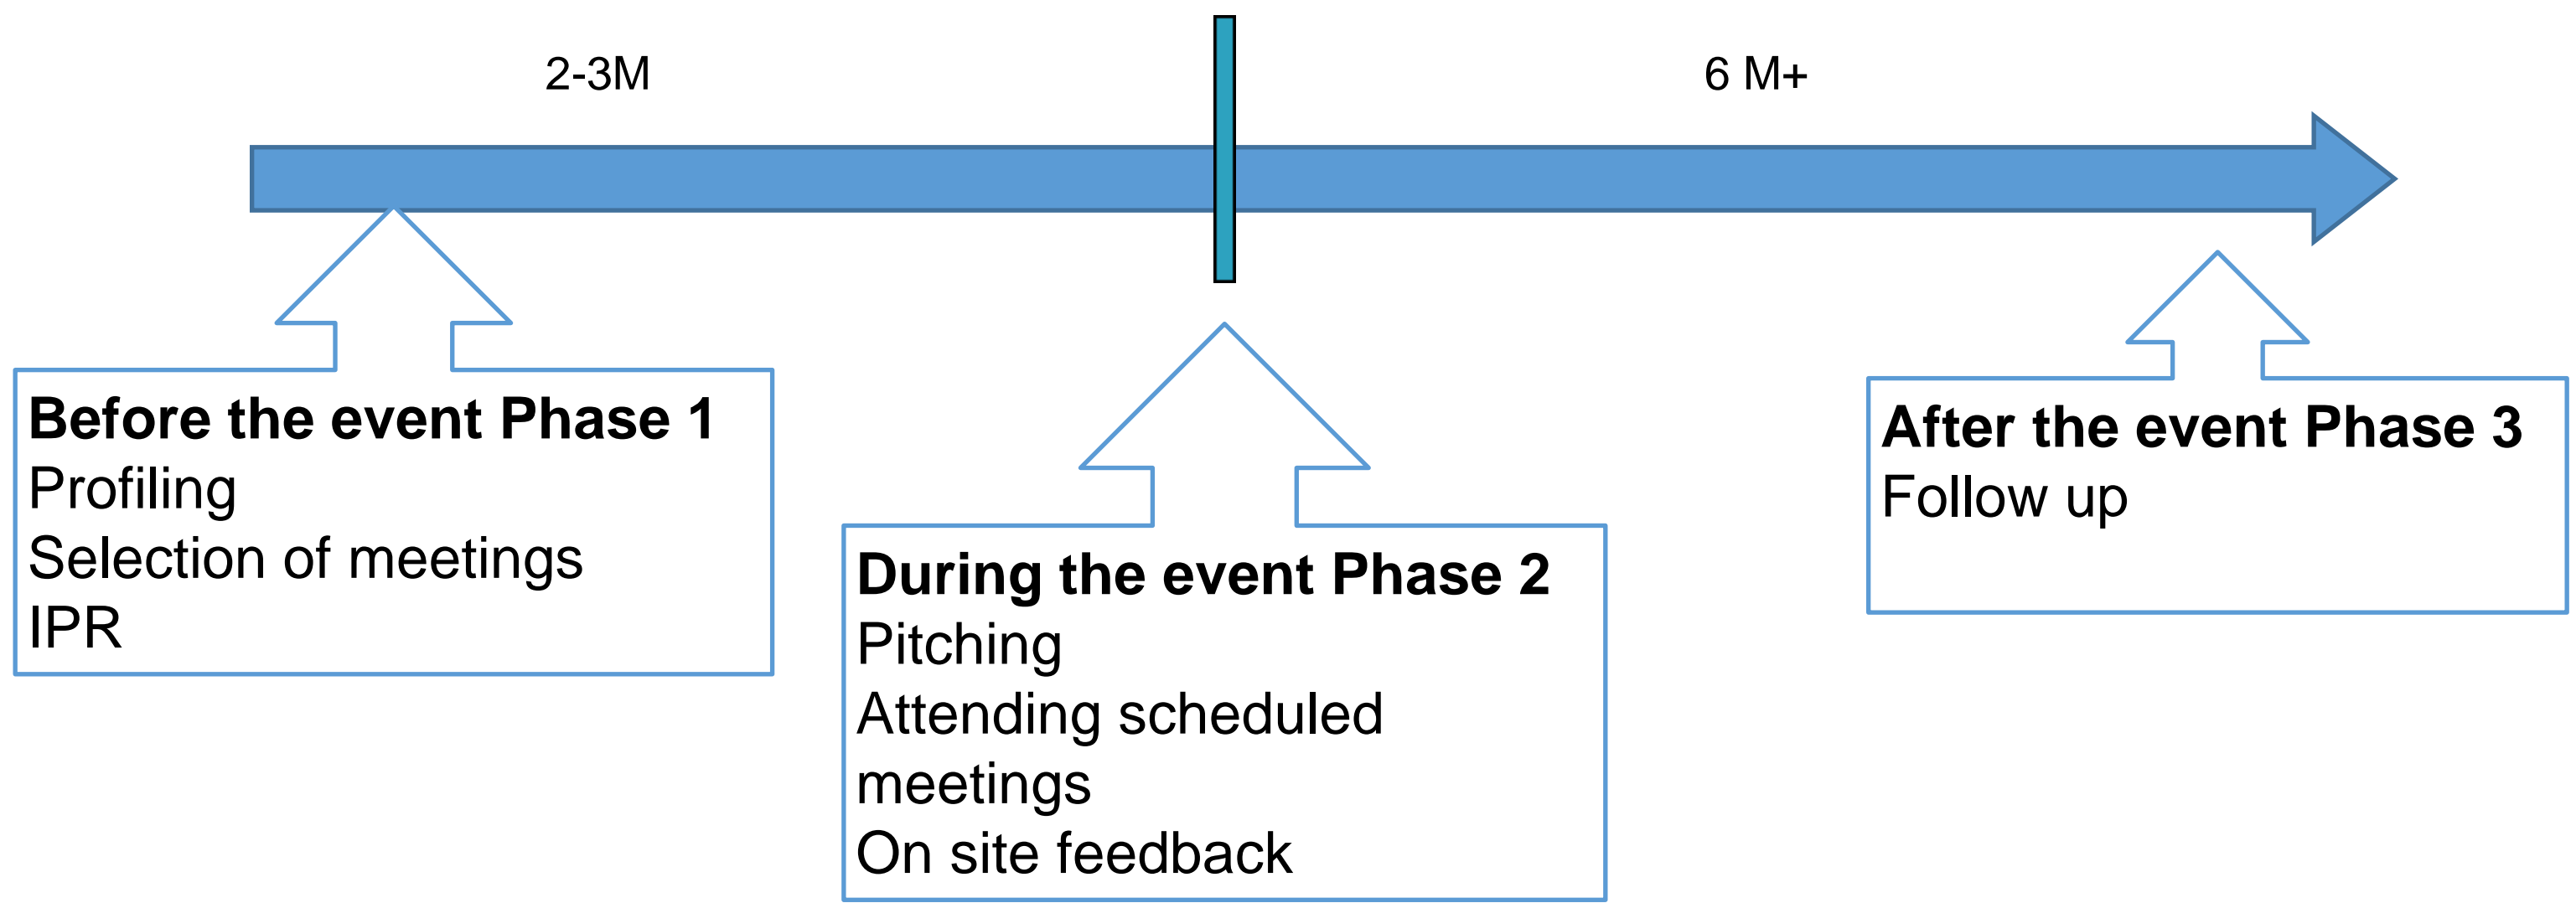 2-3M
6 M+
Before the event Phase 1
Profiling
Selection of meetings
IPR
During the event Phase 2
Pitching
Attending scheduled
meetings
On site feedback
After the event Phase 3
Follow up